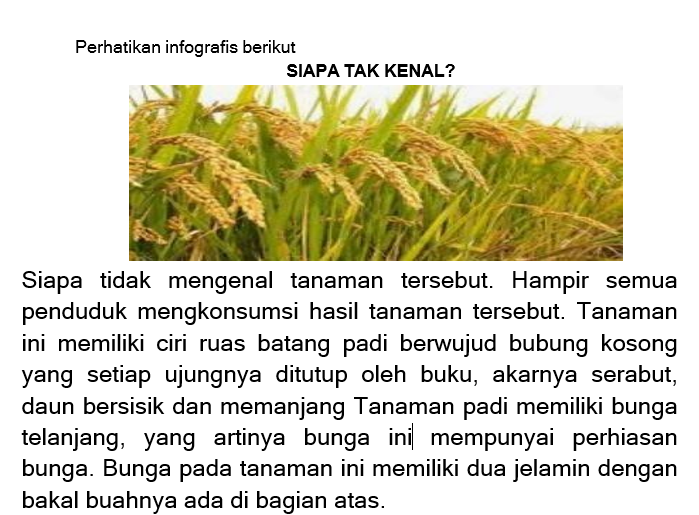 Perhatikan infografis berikut
SIAPA TAK KENAL?
Siapa tidak mengenal tanaman tersebut. Hampir semua
penduduk mengkonsumsi hasil tanaman tersebut. Tanaman
ini memiliki ciri ruas batang padi berwujud bubung kosong
yang setiap ujungnya ditutup oleh buku, akarnya serabut,
daun bersisik dan memanjang Tanaman padi memiliki bunga
telanjang, yang artinya bunga ini mempunyai perhiasan
bunga. Bunga pada tanaman ini memiliki dua jelamin dengan
bakal buahnya ada di bagian atas.